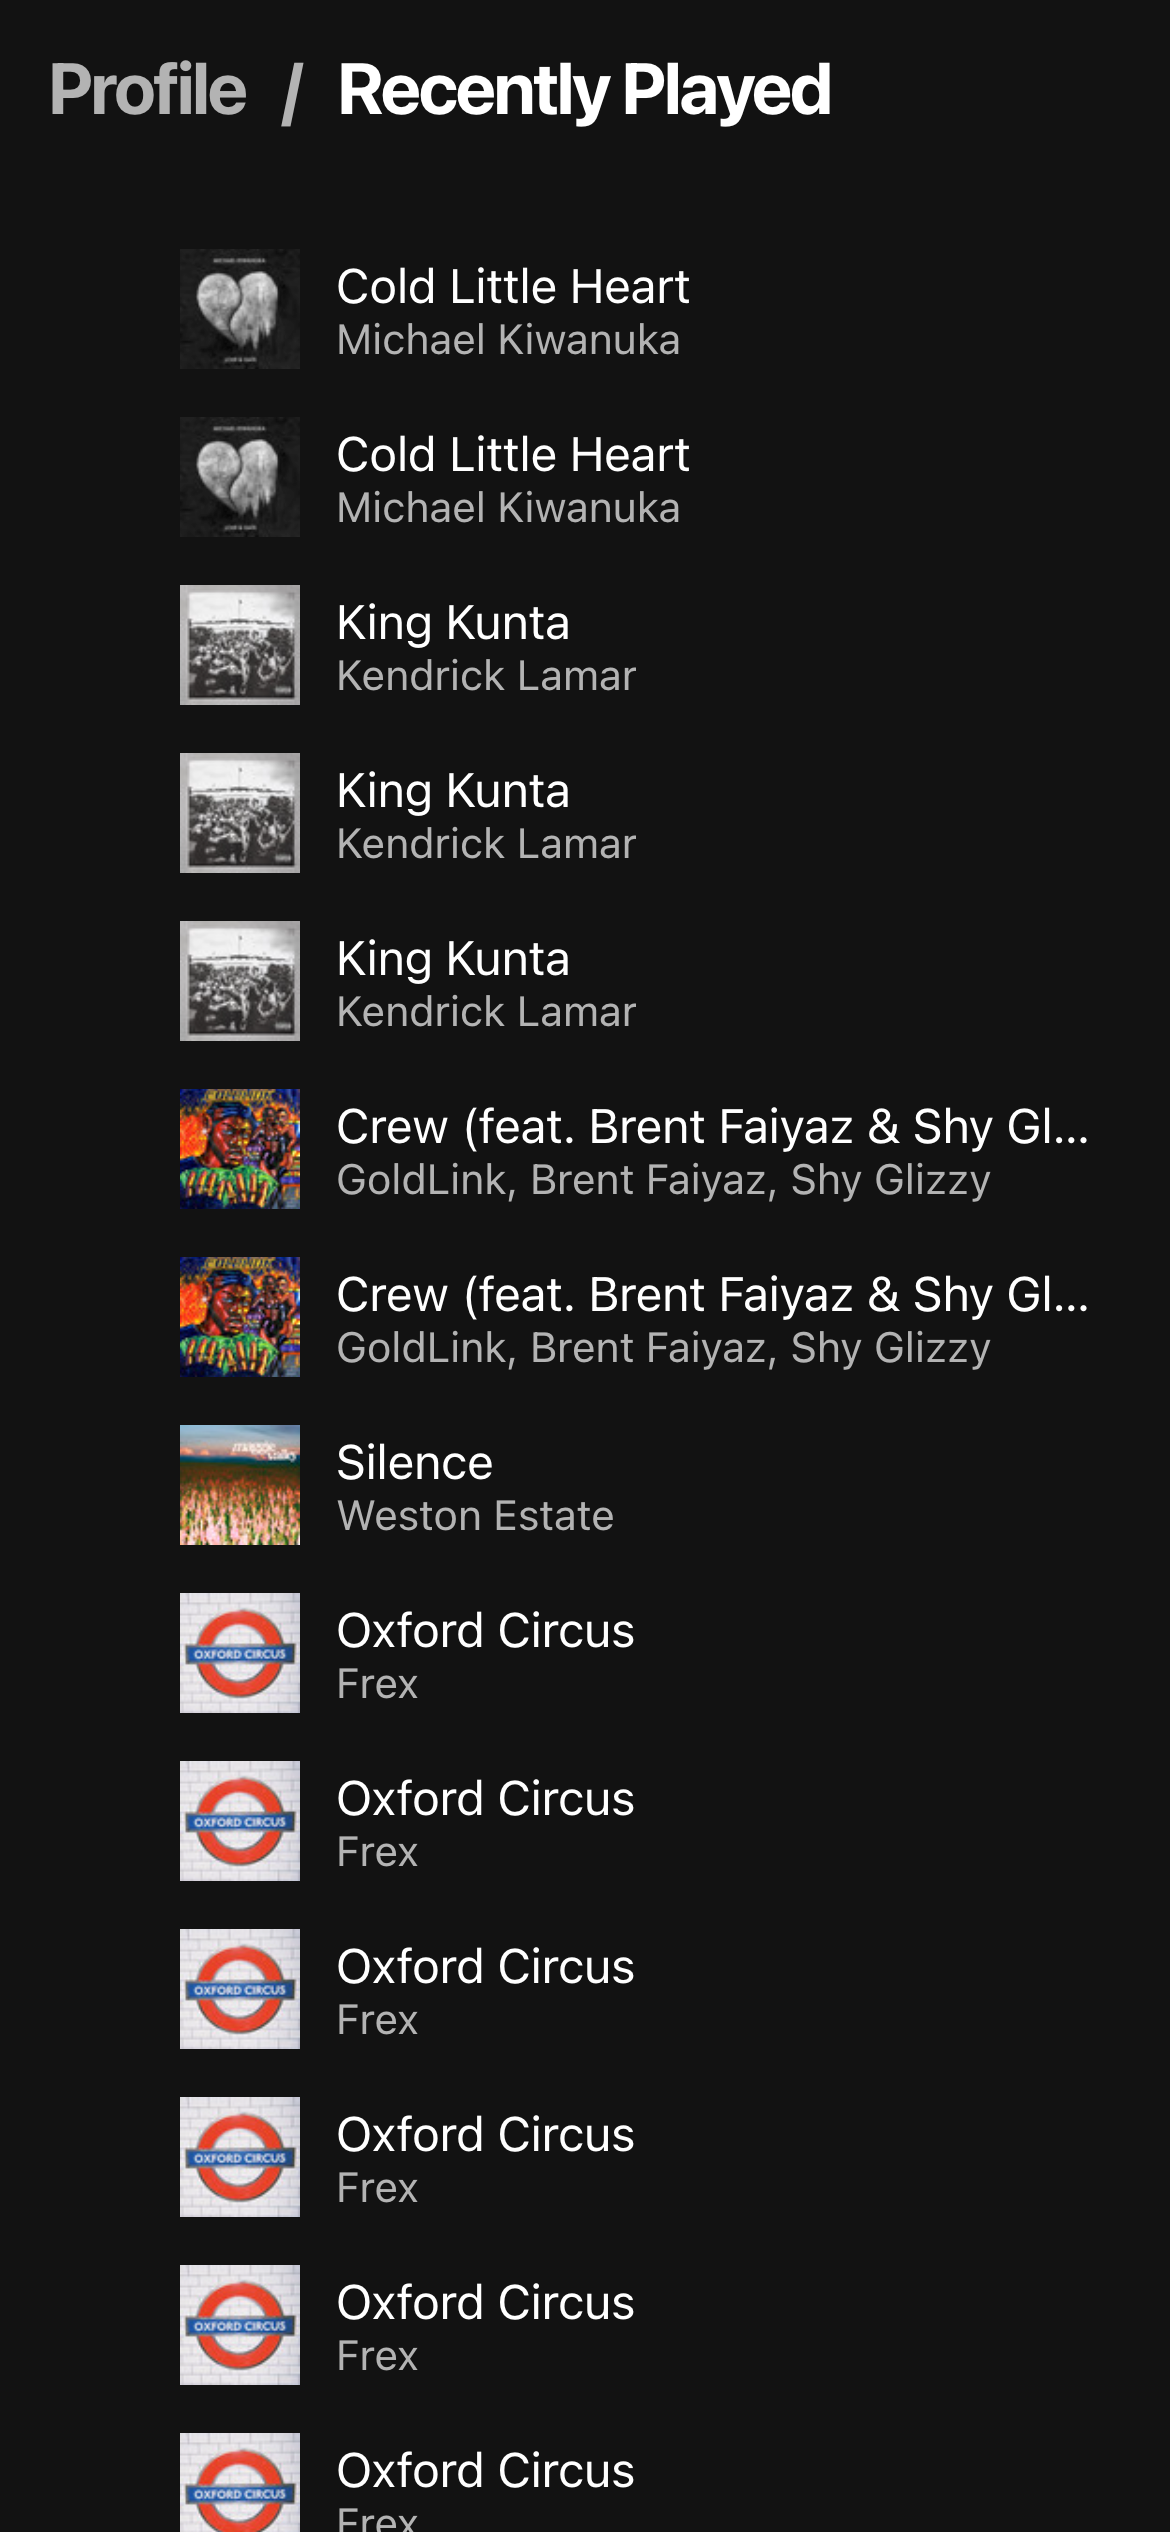 Profile / Recently Played
Cold Little Heart
Michael Kiwanuka
Cold Little Heart
Michael Kiwanuka
King Kunta
Kendrick Lamar
King Kunta
Kendrick Lamar
King Kunta
Kendrick Lamar
Crew (feat. Brent Faiyaz & Shy Gl...
GoldLink, Brent Faiyaz, Shy Glizzy
Crew (feat. Brent Faiyaz & Shy Gl...
GoldLink, Brent Faiyaz, Shy Glizzy
Silence
Weston Estate
OXFORD CIRCUS
Oxford Circus
Frex
OXFORD CIRCUS
Oxford Circus
Frex
OXFORD CIRCUS
Oxford Circus
Frex
OXFORD CIRCUS
Oxford Circus
Frex
OXFORD CIRCUS
Oxford Circus
Frex
OXFORD CIRCUS
Oxford Circus
Frex